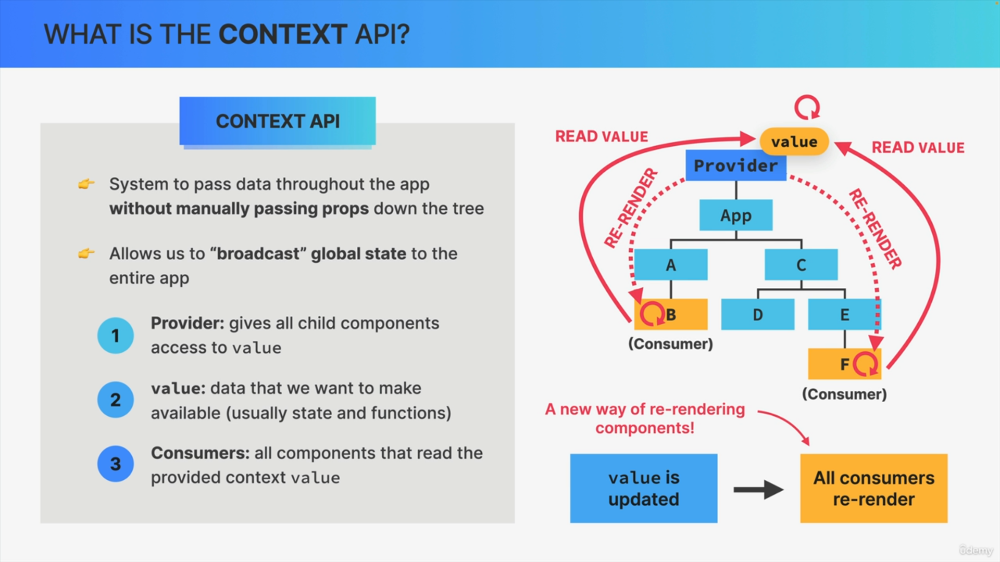 WHAT IS THE CONTEXT API?
CONTEXT API
👉 System to pass data throughout the app
without manually passing props down the tree
👉 Allows us to “broadcast” global state to the
entire app
1
Provider: gives all child components
access to value
2
value: data that we want to make
available (usually state and functions)
3
Consumers: all components that read the
provided context value
READ VALUE
value
READ VALUE
Provider
RE-RENDER
RE-RENDER
App
A
C
B
D
E
(Consumer)
F
(Consumer)
A new way of re-rendering
components!
value is
updated
All consumers
re-render
ûdemy